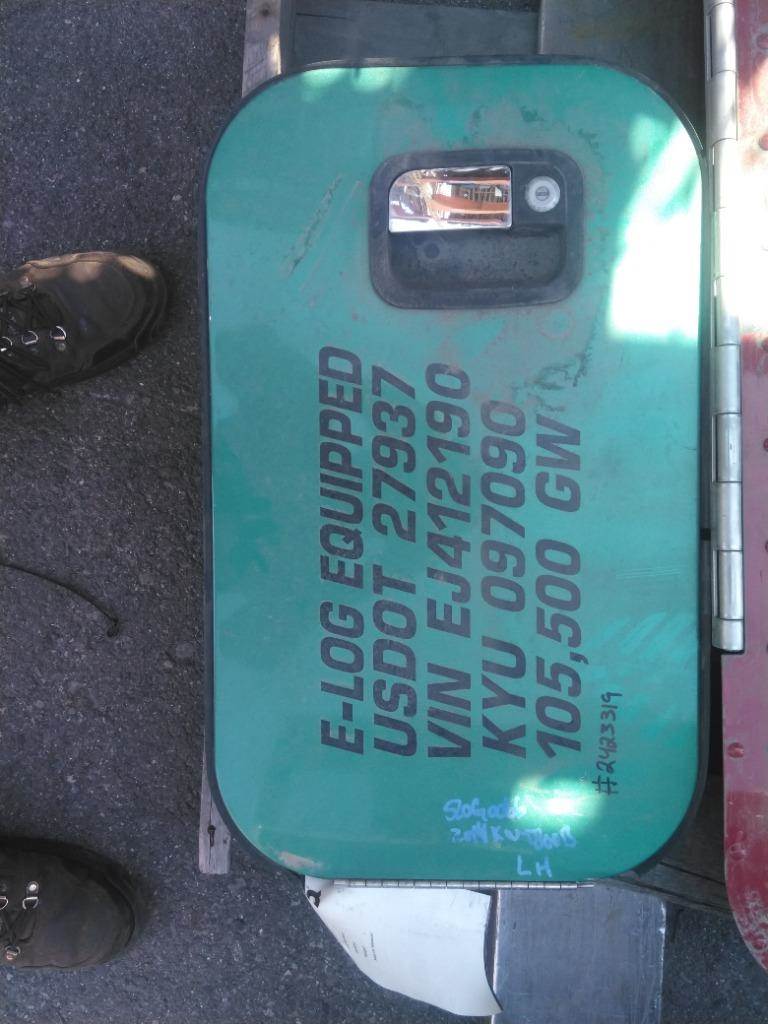 E-LOG EQUIPPED
USDOT 27937
VIN EJ412190
KYU 097090
105,500 GW
#2423319
LH